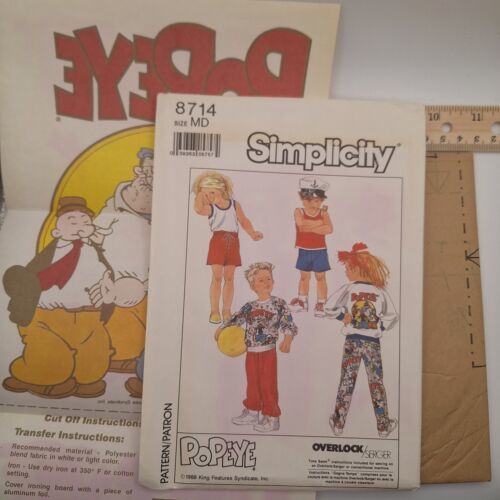 POPEYE
8714
SIZE MD
Simplicity
10 11
POPEYE
Cut Off Instructions
Transfer Instructions:
Recommended material - Polyester
blend fabric in white or light color.
Iron - Use dry iron at 350° F or cotton
setting.
Cover ironing board with a piece of
aluminum foil.
PATTERN/PATRON
POPEYE
© 1988 King Features Syndicate, Inc.
OVERLOCK/SERGER